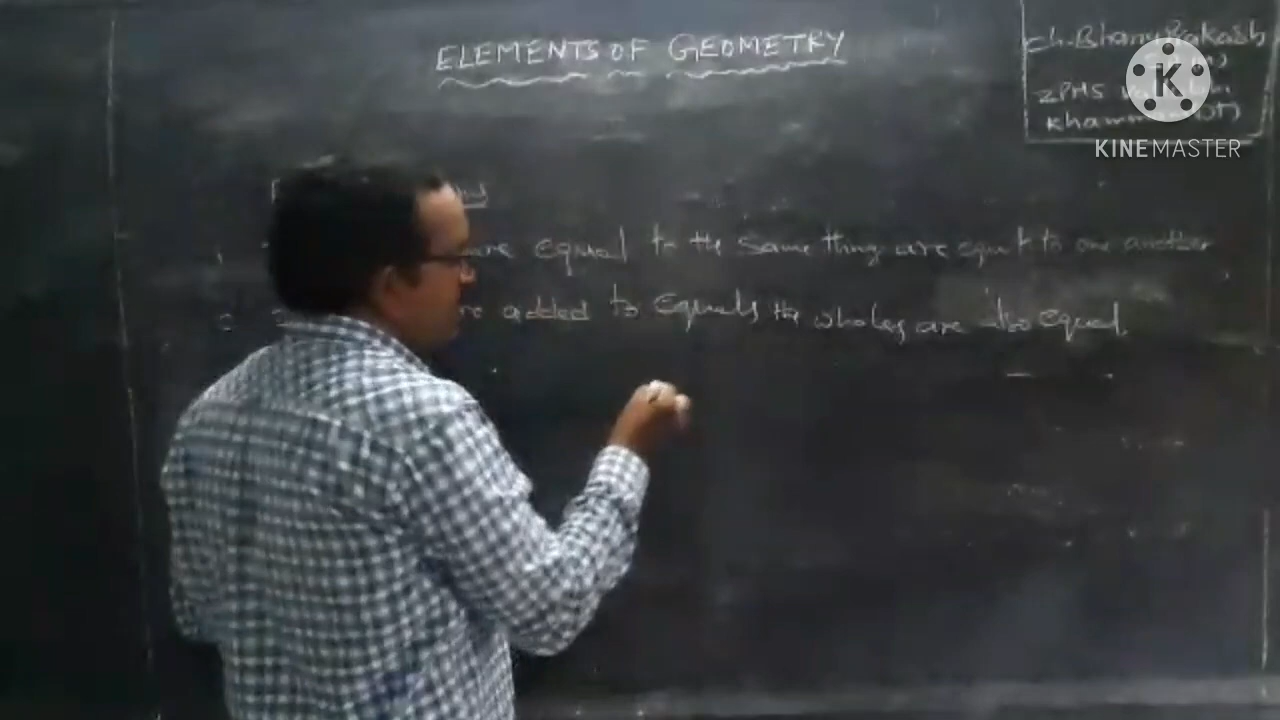 ELEMENTS OF GEOMETRY
ch. Bhanu Prakash
ZPHS
Khammam (DT)
KINEMASTER
are equal to the same thing are equal to one another
added to equals the wholes are also equal.